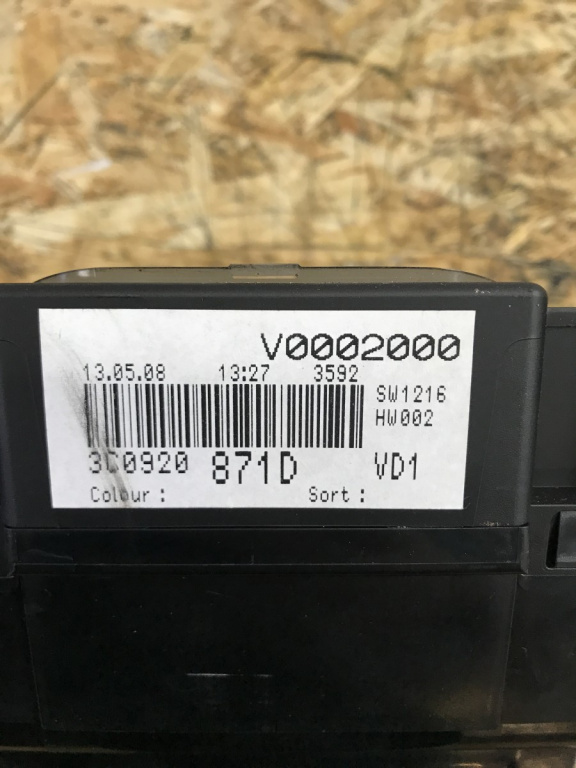 V0002000
13.05.08 13:27 3592
SW1216
HW002
3C0920 871D VD1
Colour : Sort :